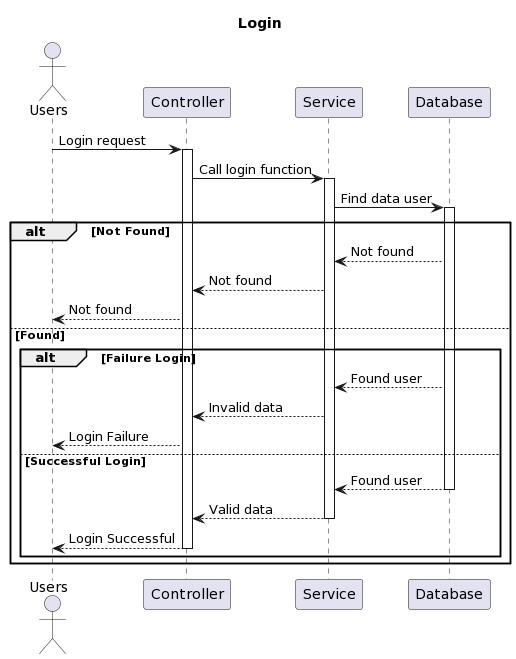 Login
Users
Controller
Service
Database
Login request
Call login function
Find data user
alt [Not Found]
Not found
Not found
Not found
[Found]
alt [Failure Login]
Found user
Invalid data
Login Failure
[Successful Login]
Found user
Valid data
Login Successful
Users
Controller
Service
Database